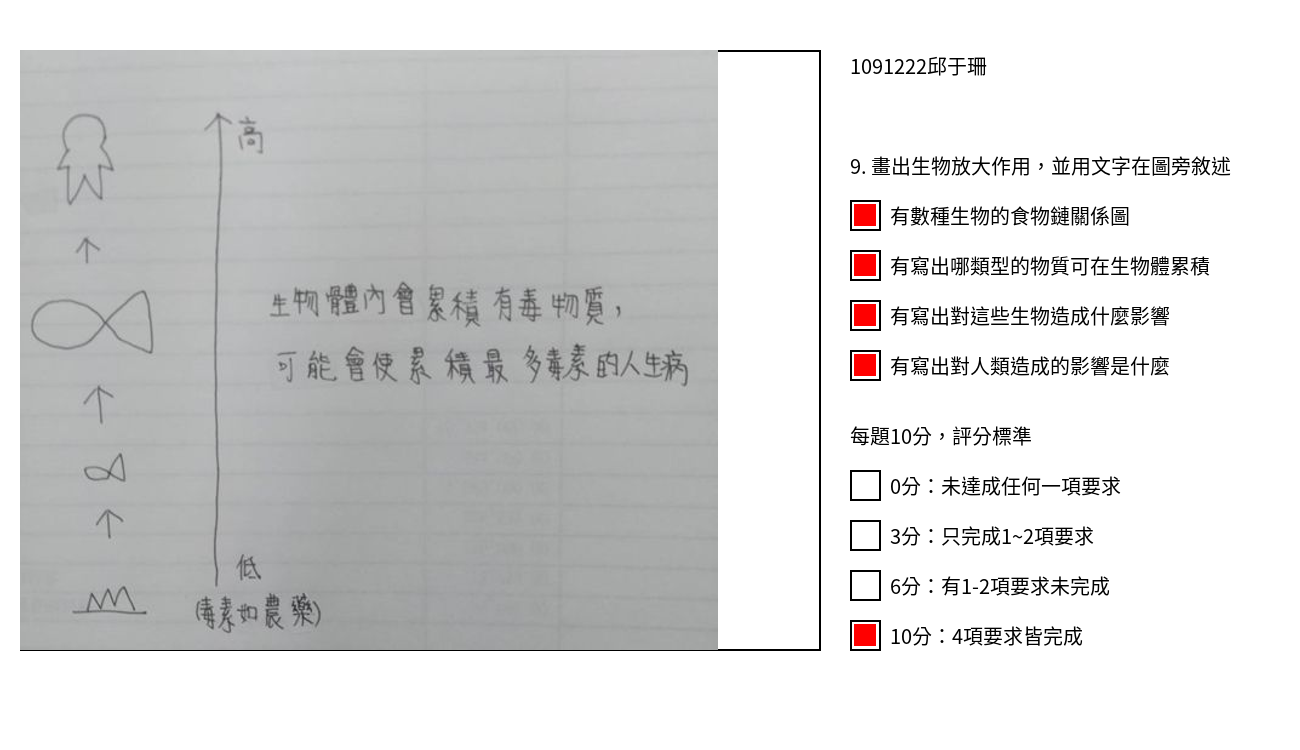 高
生物體內會累積有毒物質，
可能會使累積最多毒素的人生病
低
(毒素如農藥)
1091222邱于珊
9. 畫出生物放大作用，並用文字在圖旁敘述
有數種生物的食物鏈關係圖
有寫出哪類型的物質可在生物體累積
有寫出對這些生物造成什麼影響
有寫出對人類造成的影響是什麼
每題10分，評分標準
0分：未達成任何一項要求
3分：只完成1~2項要求
6分：有1-2項要求未完成
10分：4項要求皆完成